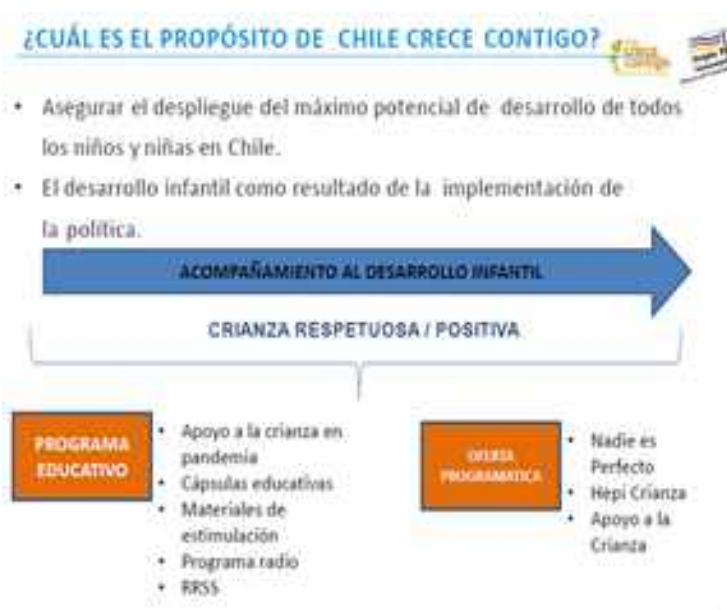 ¿CUÁL ES EL PROPÓSITO DE CHILE CRECE CONTIGO?
crece
contigo
• Asegurar el despliegue del máximo potencial de desarrollo de todos
los niños y niñas en Chile.
• El desarrollo infantil como resultado de la implementación de
la política.
ACOMPAÑAMIENTO AL DESARROLLO INFANTIL
CRIANZA RESPETUOSA / POSITIVA
PROGRAMA
EDUCATIVO
• Apoyo a la crianza en
pandemia
• Cápsulas educativas
• Materiales de
estimulación
• Programa radio
• RRSS
OFERTA
PROGRAMATICA
• Nadie es
Perfecto
• Hepi Crianza
• Apoyo a la
Crianza